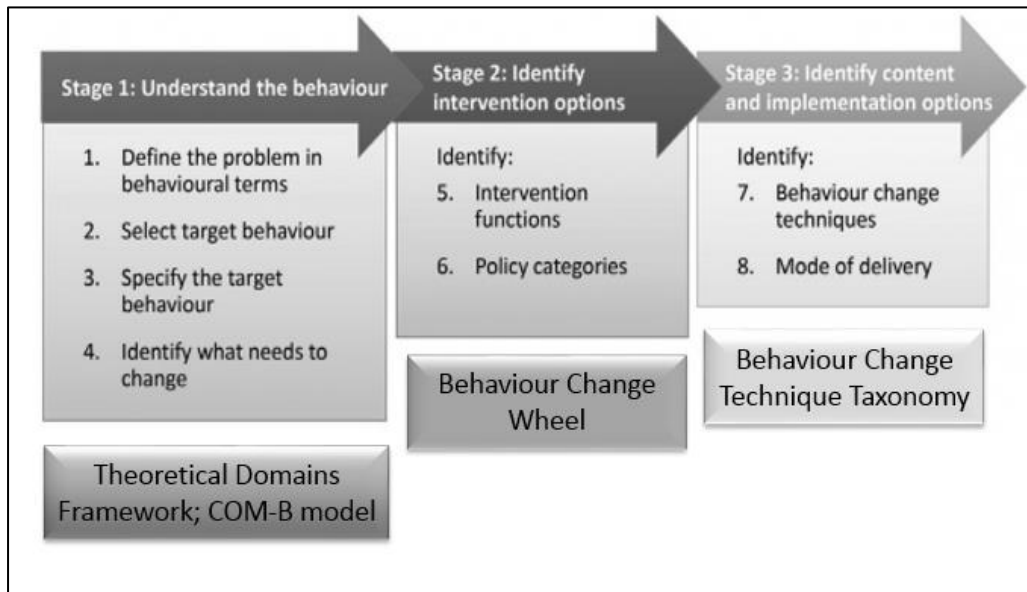 Stage 1: Understand the behaviour
1. Define the problem in
behavioural terms
2. Select target behaviour
3. Specify the target
behaviour
4. Identify what needs to
change
Theoretical Domains
Framework; COM-B model
Stage 2: Identify
intervention options
Identify:
5. Intervention
functions
6. Policy categories
Behaviour Change
Wheel
Stage 3: Identify content
and implementation options
Identify:
7. Behaviour change
techniques
8. Mode of delivery
Behaviour Change
Technique Taxonomy